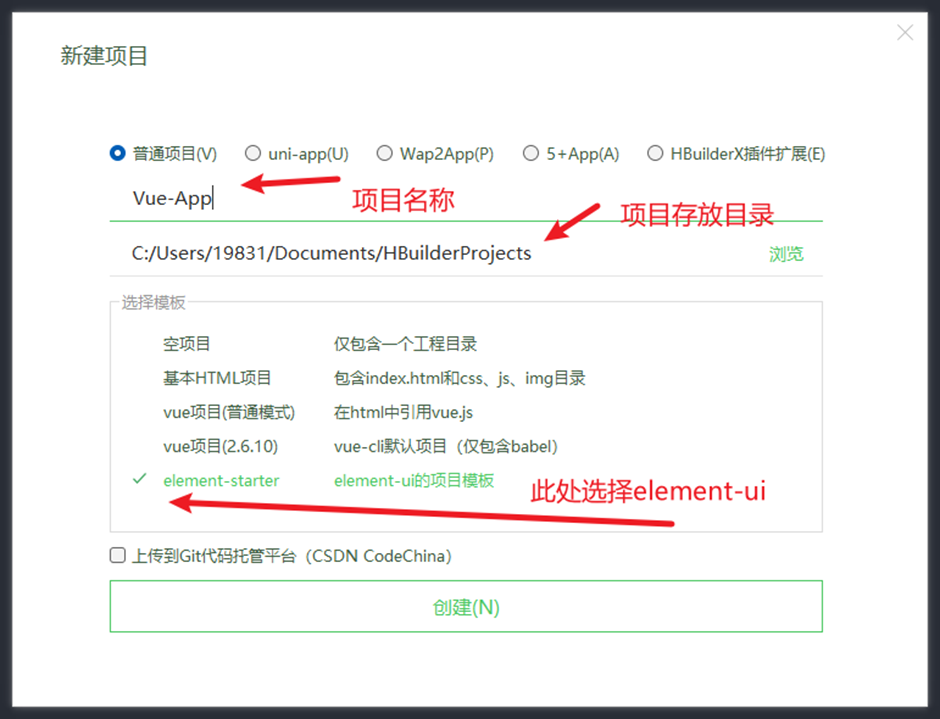 新建项目
普通项目(V) uni-app(U) Wap2App(P) 5+App(A) HBuilderX插件扩展(E)
Vue-App
项目名称
项目存放目录
C:/Users/19831/Documents/HBuilderProjects 浏览
选择模板
空项目 仅包含一个工程目录
基本HTML项目 包含index.html和css、js、img目录
vue项目(普通模式) 在html中引用vue.js
vue项目(2.6.10) vue-cli默认项目（仅包含babel）
element-starter element-ui的项目模板
此处选择element-ui
上传到Git代码托管平台（CSDN CodeChina）
创建(N)